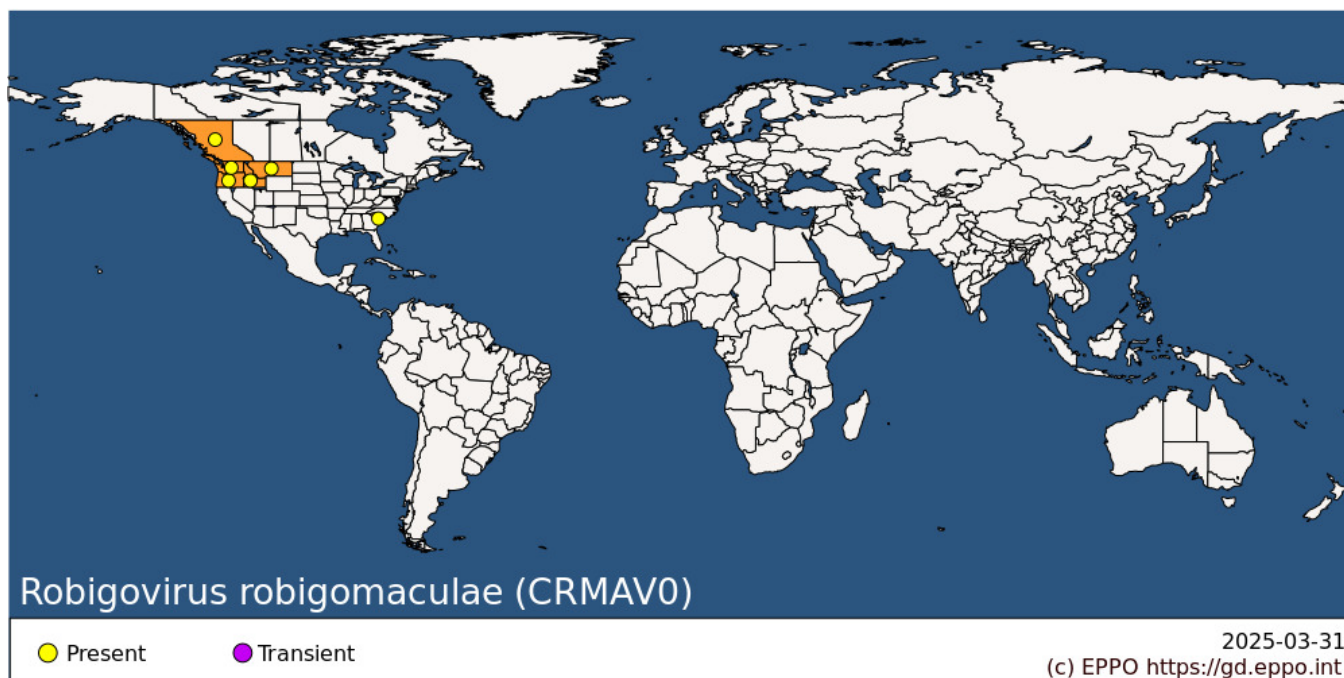 Robigovirus robigomaculae (CRMAV0)
Present
Transient
2025-03-31
(c) EPPO https://gd.eppo.int